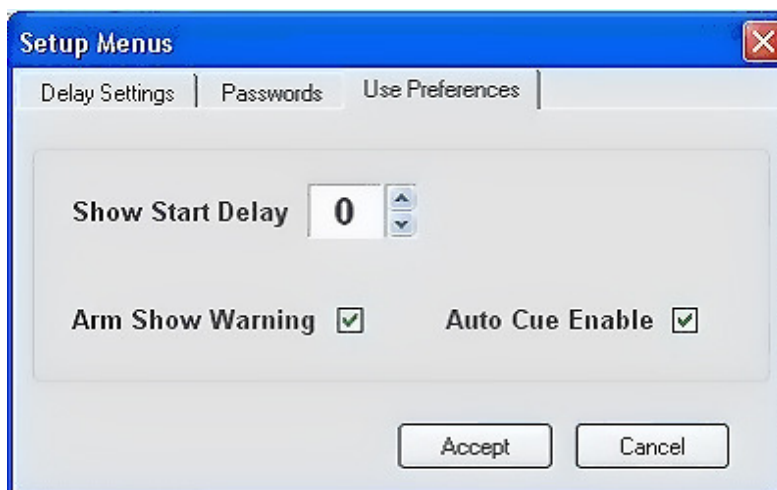 Setup Menus
Delay Settings Passwords Use Preferences
Show Start Delay 0
Arm Show Warning Auto Cue Enable
Accept Cancel